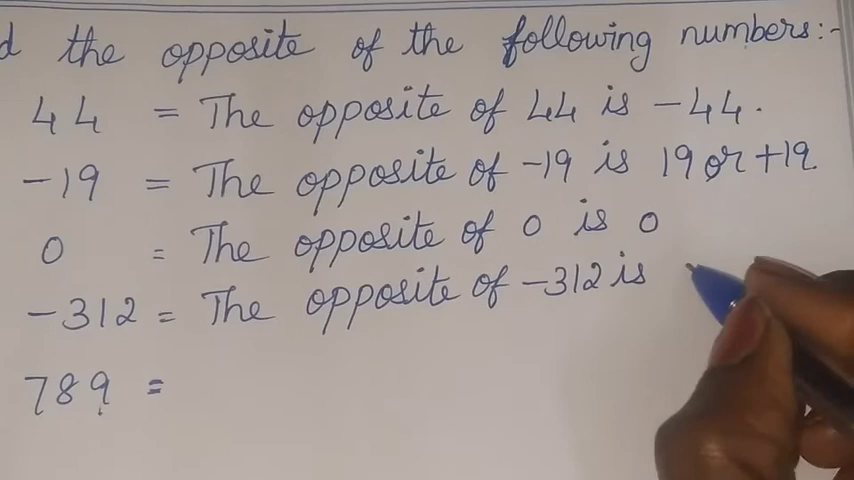 the opposite of the following numbers:-
44 = The opposite of 44 is -44.
-19 = The opposite of -19 is 19 or +19.
0 = The opposite of 0 is 0
-312 = The opposite of -312 is
789 =